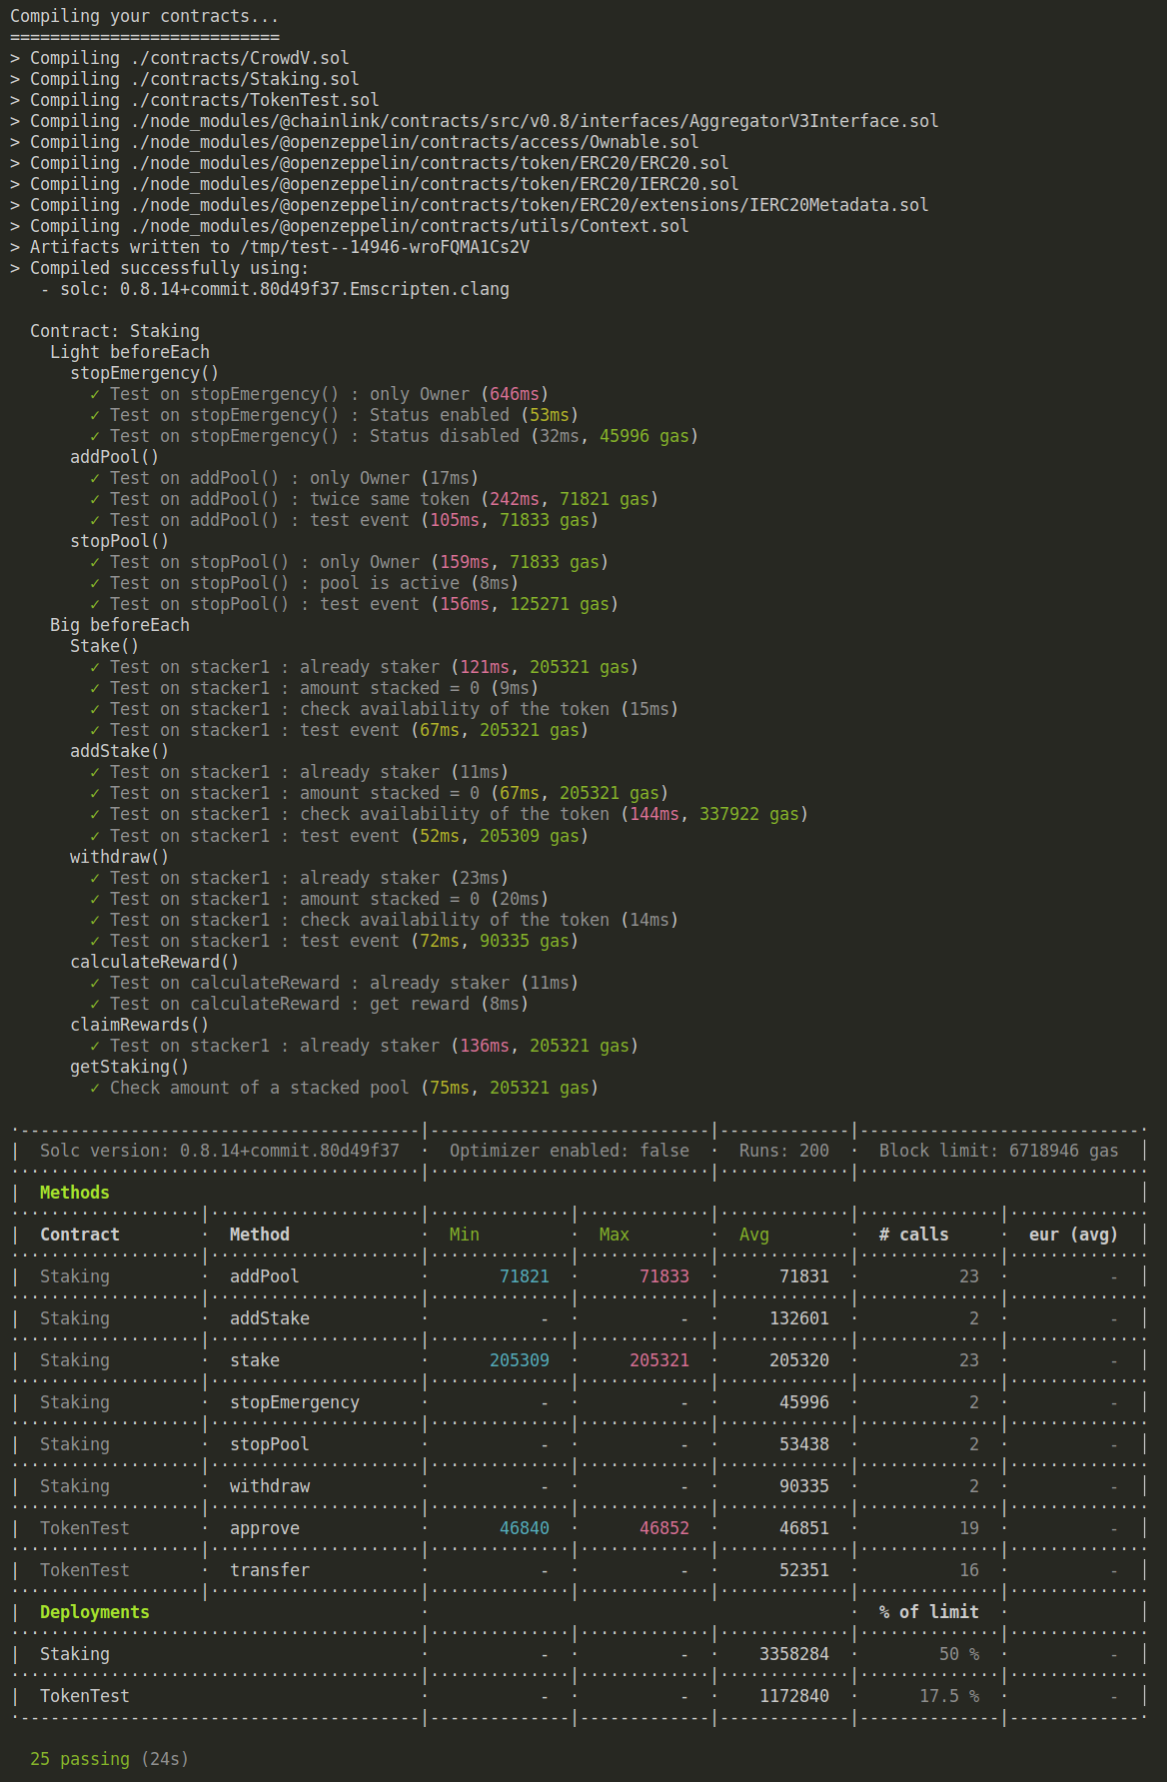 Compiling your contracts...
===========================
> Compiling ./contracts/CrowdV.sol
> Compiling ./contracts/Staking.sol
> Compiling ./contracts/TokenTest.sol
> Compiling ./node_modules/@chainlink/contracts/src/v0.8/interfaces/AggregatorV3Interface.sol
> Compiling ./node_modules/@openzeppelin/contracts/access/Ownable.sol
> Compiling ./node_modules/@openzeppelin/contracts/token/ERC20/ERC20.sol
> Compiling ./node_modules/@openzeppelin/contracts/token/ERC20/IERC20.sol
> Compiling ./node_modules/@openzeppelin/contracts/token/ERC20/extensions/IERC20Metadata.sol
> Compiling ./node_modules/@openzeppelin/contracts/utils/Context.sol
> Artifacts written to /tmp/test--14946-wroFQMA1Cs2V
> Compiled successfully using:
- solc: 0.8.14+commit.80d49f37.Emscripten.clang
Contract: Staking
Light beforeEach
stopEmergency()
✓ Test on stopEmergency() : only Owner (646ms)
✓ Test on stopEmergency() : Status enabled (53ms)
✓ Test on stopEmergency() : Status disabled (32ms, 45996 gas)
addPool()
✓ Test on addPool() : only Owner (17ms)
✓ Test on addPool() : twice same token (242ms, 71821 gas)
✓ Test on addPool() : test event (105ms, 71833 gas)
stopPool()
✓ Test on stopPool() : only Owner (159ms, 71833 gas)
✓ Test on stopPool() : pool is active (8ms)
✓ Test on stopPool() : test event (156ms, 125271 gas)
Big beforeEach
Stake()
✓ Test on stacker1 : already staker (121ms, 205321 gas)
✓ Test on stacker1 : amount stacked = 0 (9ms)
✓ Test on stacker1 : check availability of the token (15ms)
✓ Test on stacker1 : test event (67ms, 205321 gas)
addStake()
✓ Test on stacker1 : already staker (11ms)
✓ Test on stacker1 : amount stacked = 0 (67ms, 205321 gas)
✓ Test on stacker1 : check availability of the token (144ms, 337922 gas)
✓ Test on stacker1 : test event (52ms, 205309 gas)
withdraw()
✓ Test on stacker1 : already staker (23ms)
✓ Test on stacker1 : amount stacked = 0 (20ms)
✓ Test on stacker1 : check availability of the token (14ms)
✓ Test on stacker1 : test event (72ms, 90335 gas)
calculateReward()
✓ Test on calculateReward : already staker (11ms)
✓ Test on calculateReward : get reward (8ms)
claimRewards()
✓ Test on stacker1 : already staker (136ms, 205321 gas)
getStaking()
✓ Check amount of a stacked pool (75ms, 205321 gas)
| Solc version: 0.8.14+commit.80d49f37 · Optimizer enabled: false · Runs: 200 · Block limit: 6718946 gas |
| Methods |
| Contract · Method · Min · Max · Avg · # calls · eur (avg) |
| Staking · addPool · 71821 · 71833 · 71831 · 23 · - |
| Staking · addStake · - · - · 132601 · 2 · - |
| Staking · stake · 205309 · 205321 · 205320 · 23 · - |
| Staking · stopEmergency · - · - · 45996 · 2 · - |
| Staking · stopPool · - · - · 53438 · 2 · - |
| Staking · withdraw · - · - · 90335 · 2 · - |
| TokenTest · approve · 46840 · 46852 · 46851 · 19 · - |
| TokenTest · transfer · - · - · 52351 · 16 · - |
| Deployments · · % of limit · |
| Staking · - · - · 3358284 · 50 % · - |
| TokenTest · - · - · 1172840 · 17.5 % · - |
25 passing (24s)